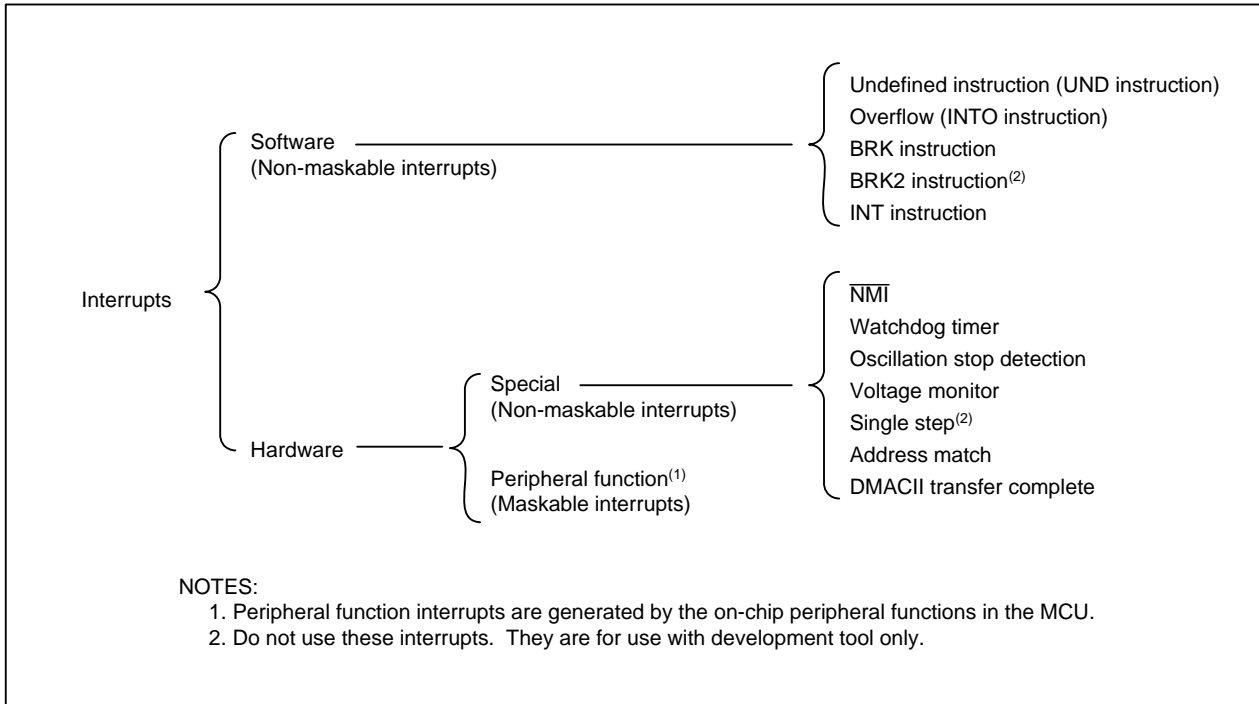 Interrupts
Software
(Non-maskable interrupts)
Undefined instruction (UND instruction)
Overflow (INTO instruction)
BRK instruction
BRK2 instruction(2)
INT instruction
Hardware
Special
(Non-maskable interrupts)
NMI
Watchdog timer
Oscillation stop detection
Voltage monitor
Single step(2)
Address match
DMACII transfer complete
Peripheral function(1)
(Maskable interrupts)
NOTES:
1. Peripheral function interrupts are generated by the on-chip peripheral functions in the MCU.
2. Do not use these interrupts.  They are for use with development tool only.